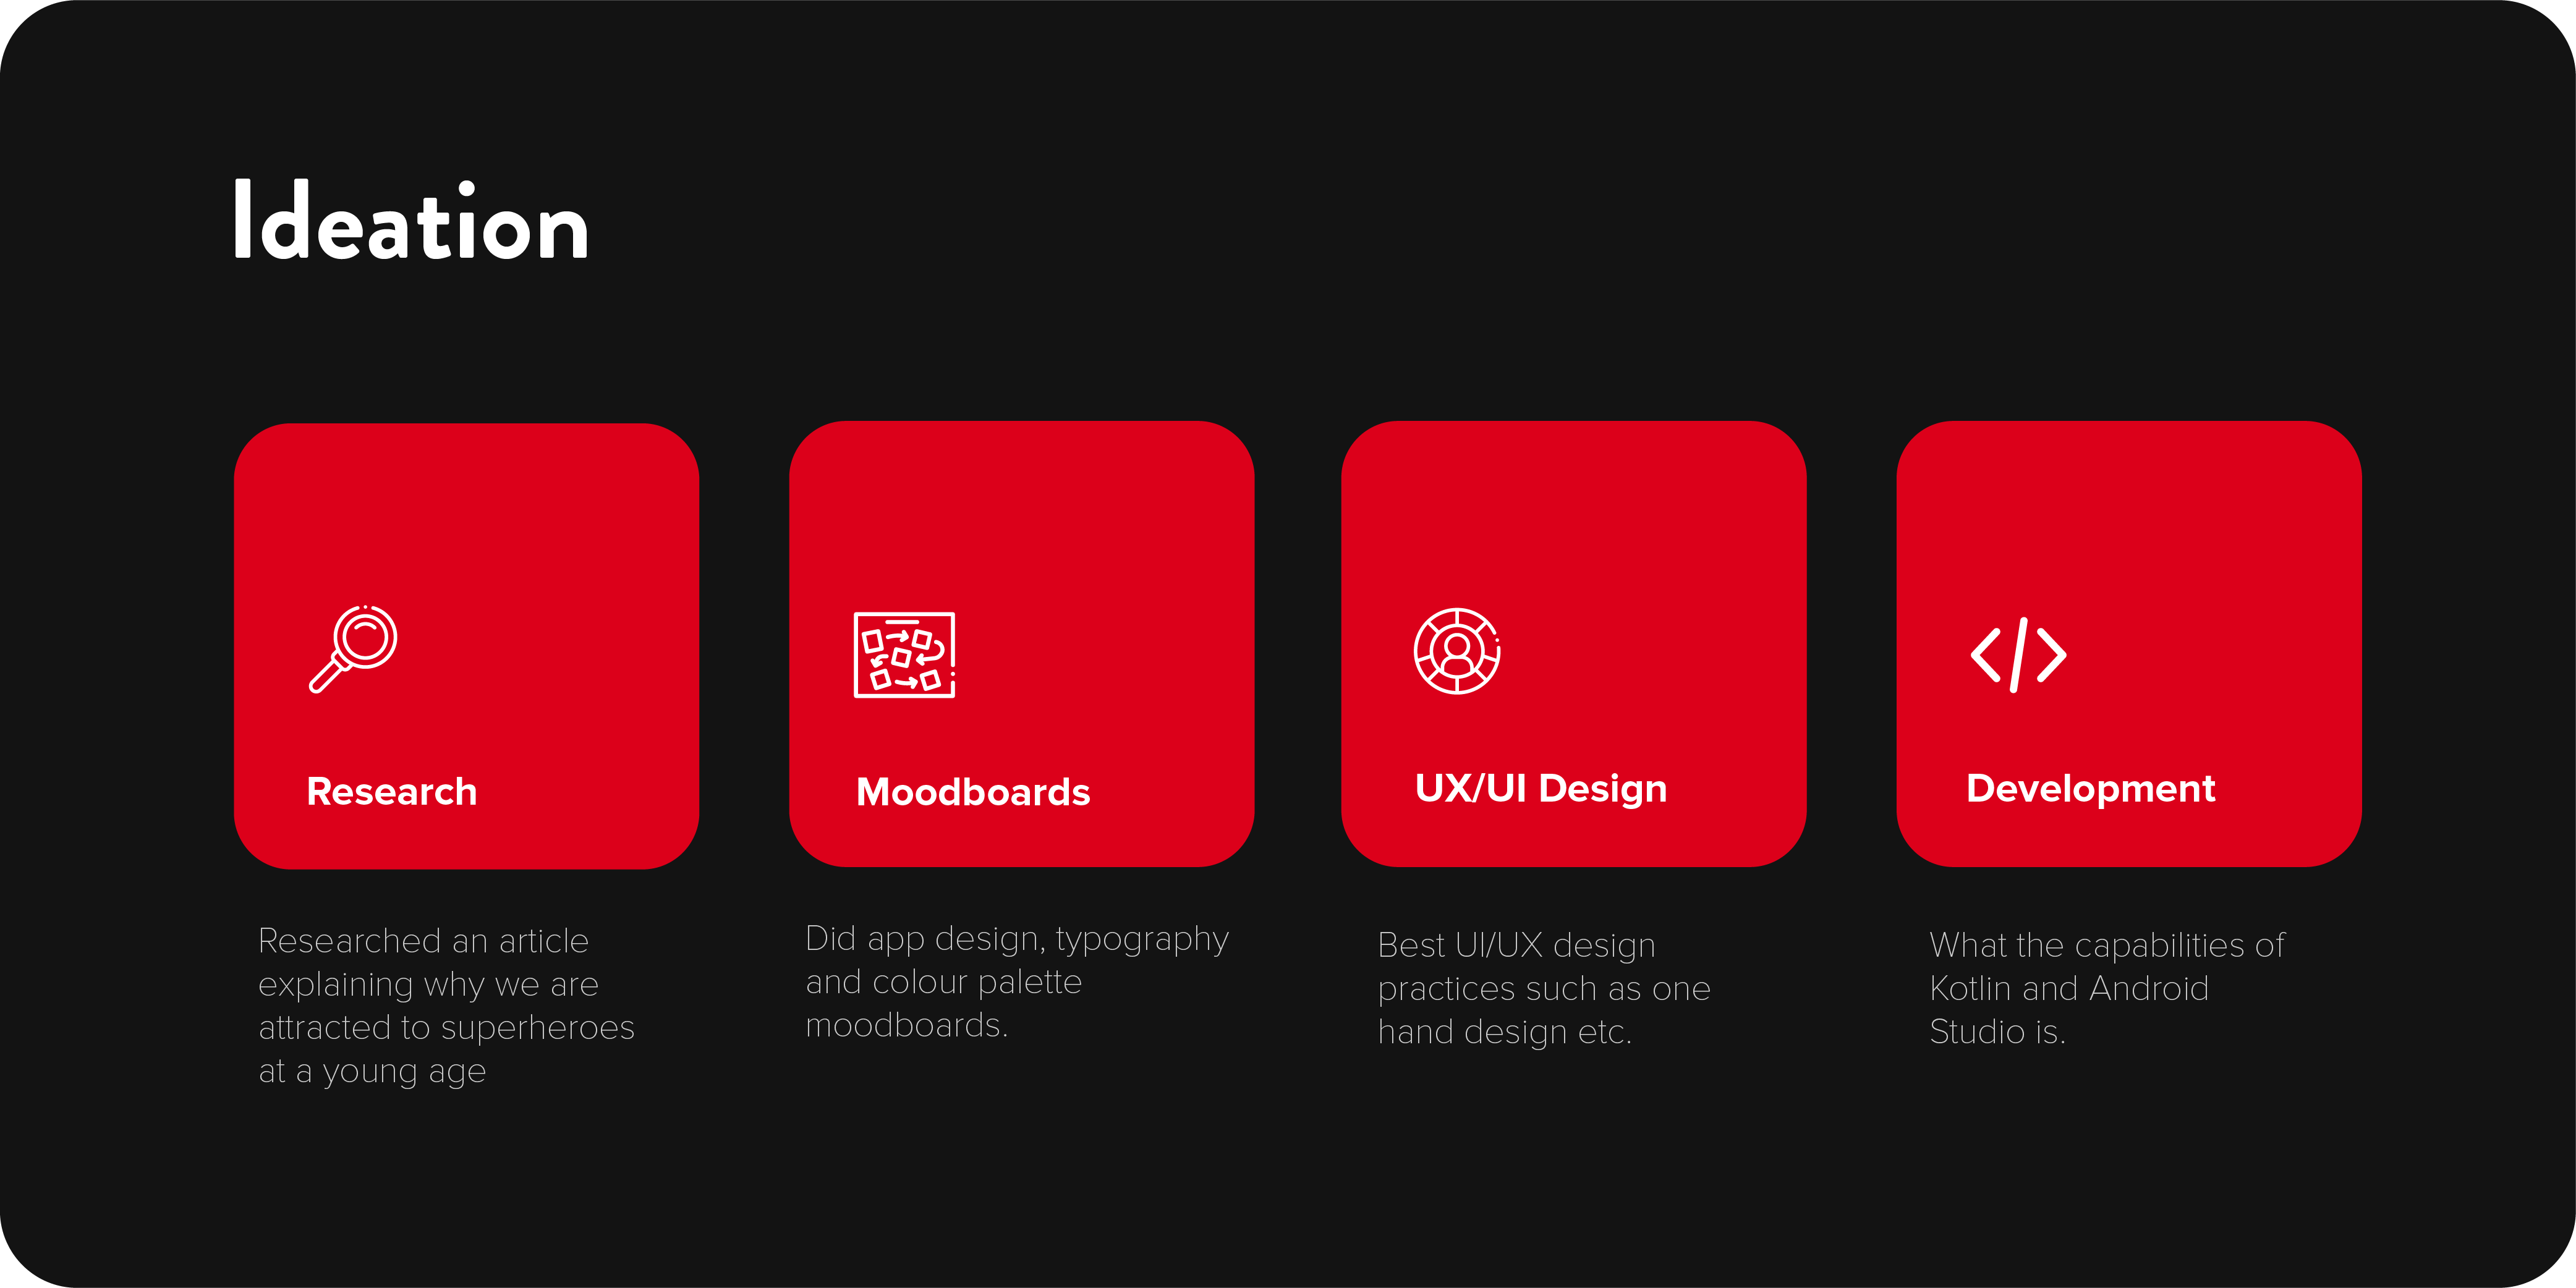 Ideation
Research
Researched an article
explaining why we are
attracted to superheroes
at a young age
Moodboards
Did app design, typography
and colour palette
moodboards.
UX/UI Design
Best UI/UX design
practices such as one
hand design etc.
Development
What the capabilities of
Kotlin and Android
Studio is.